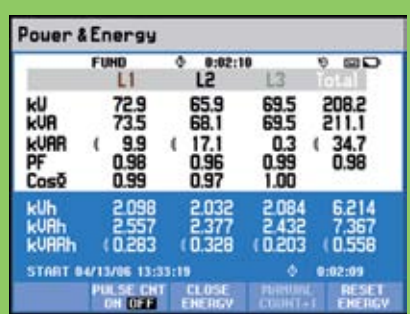 Power & Energy
FUND 0:02:10
L1 L2 L3 Total
kW 72.9 65.9 69.5 208.2
kVA 73.5 68.1 69.5 211.1
kVAR ( 9.9 ( 17.1 0.3 ( 34.7
PF 0.98 0.96 0.99 0.98
CosΦ 0.99 0.97 1.00
kWh 2.098 2.032 2.084 6.214
kVAh 2.557 2.377 2.432 7.367
kVARh (0.283 (0.328 (0.203 (0.558
START 04/13/06 13:33:19 0:02:09
PULSE CNT CLOSE MANUAL RESET
ON OFF ENERGY COUNT+1 ENERGY